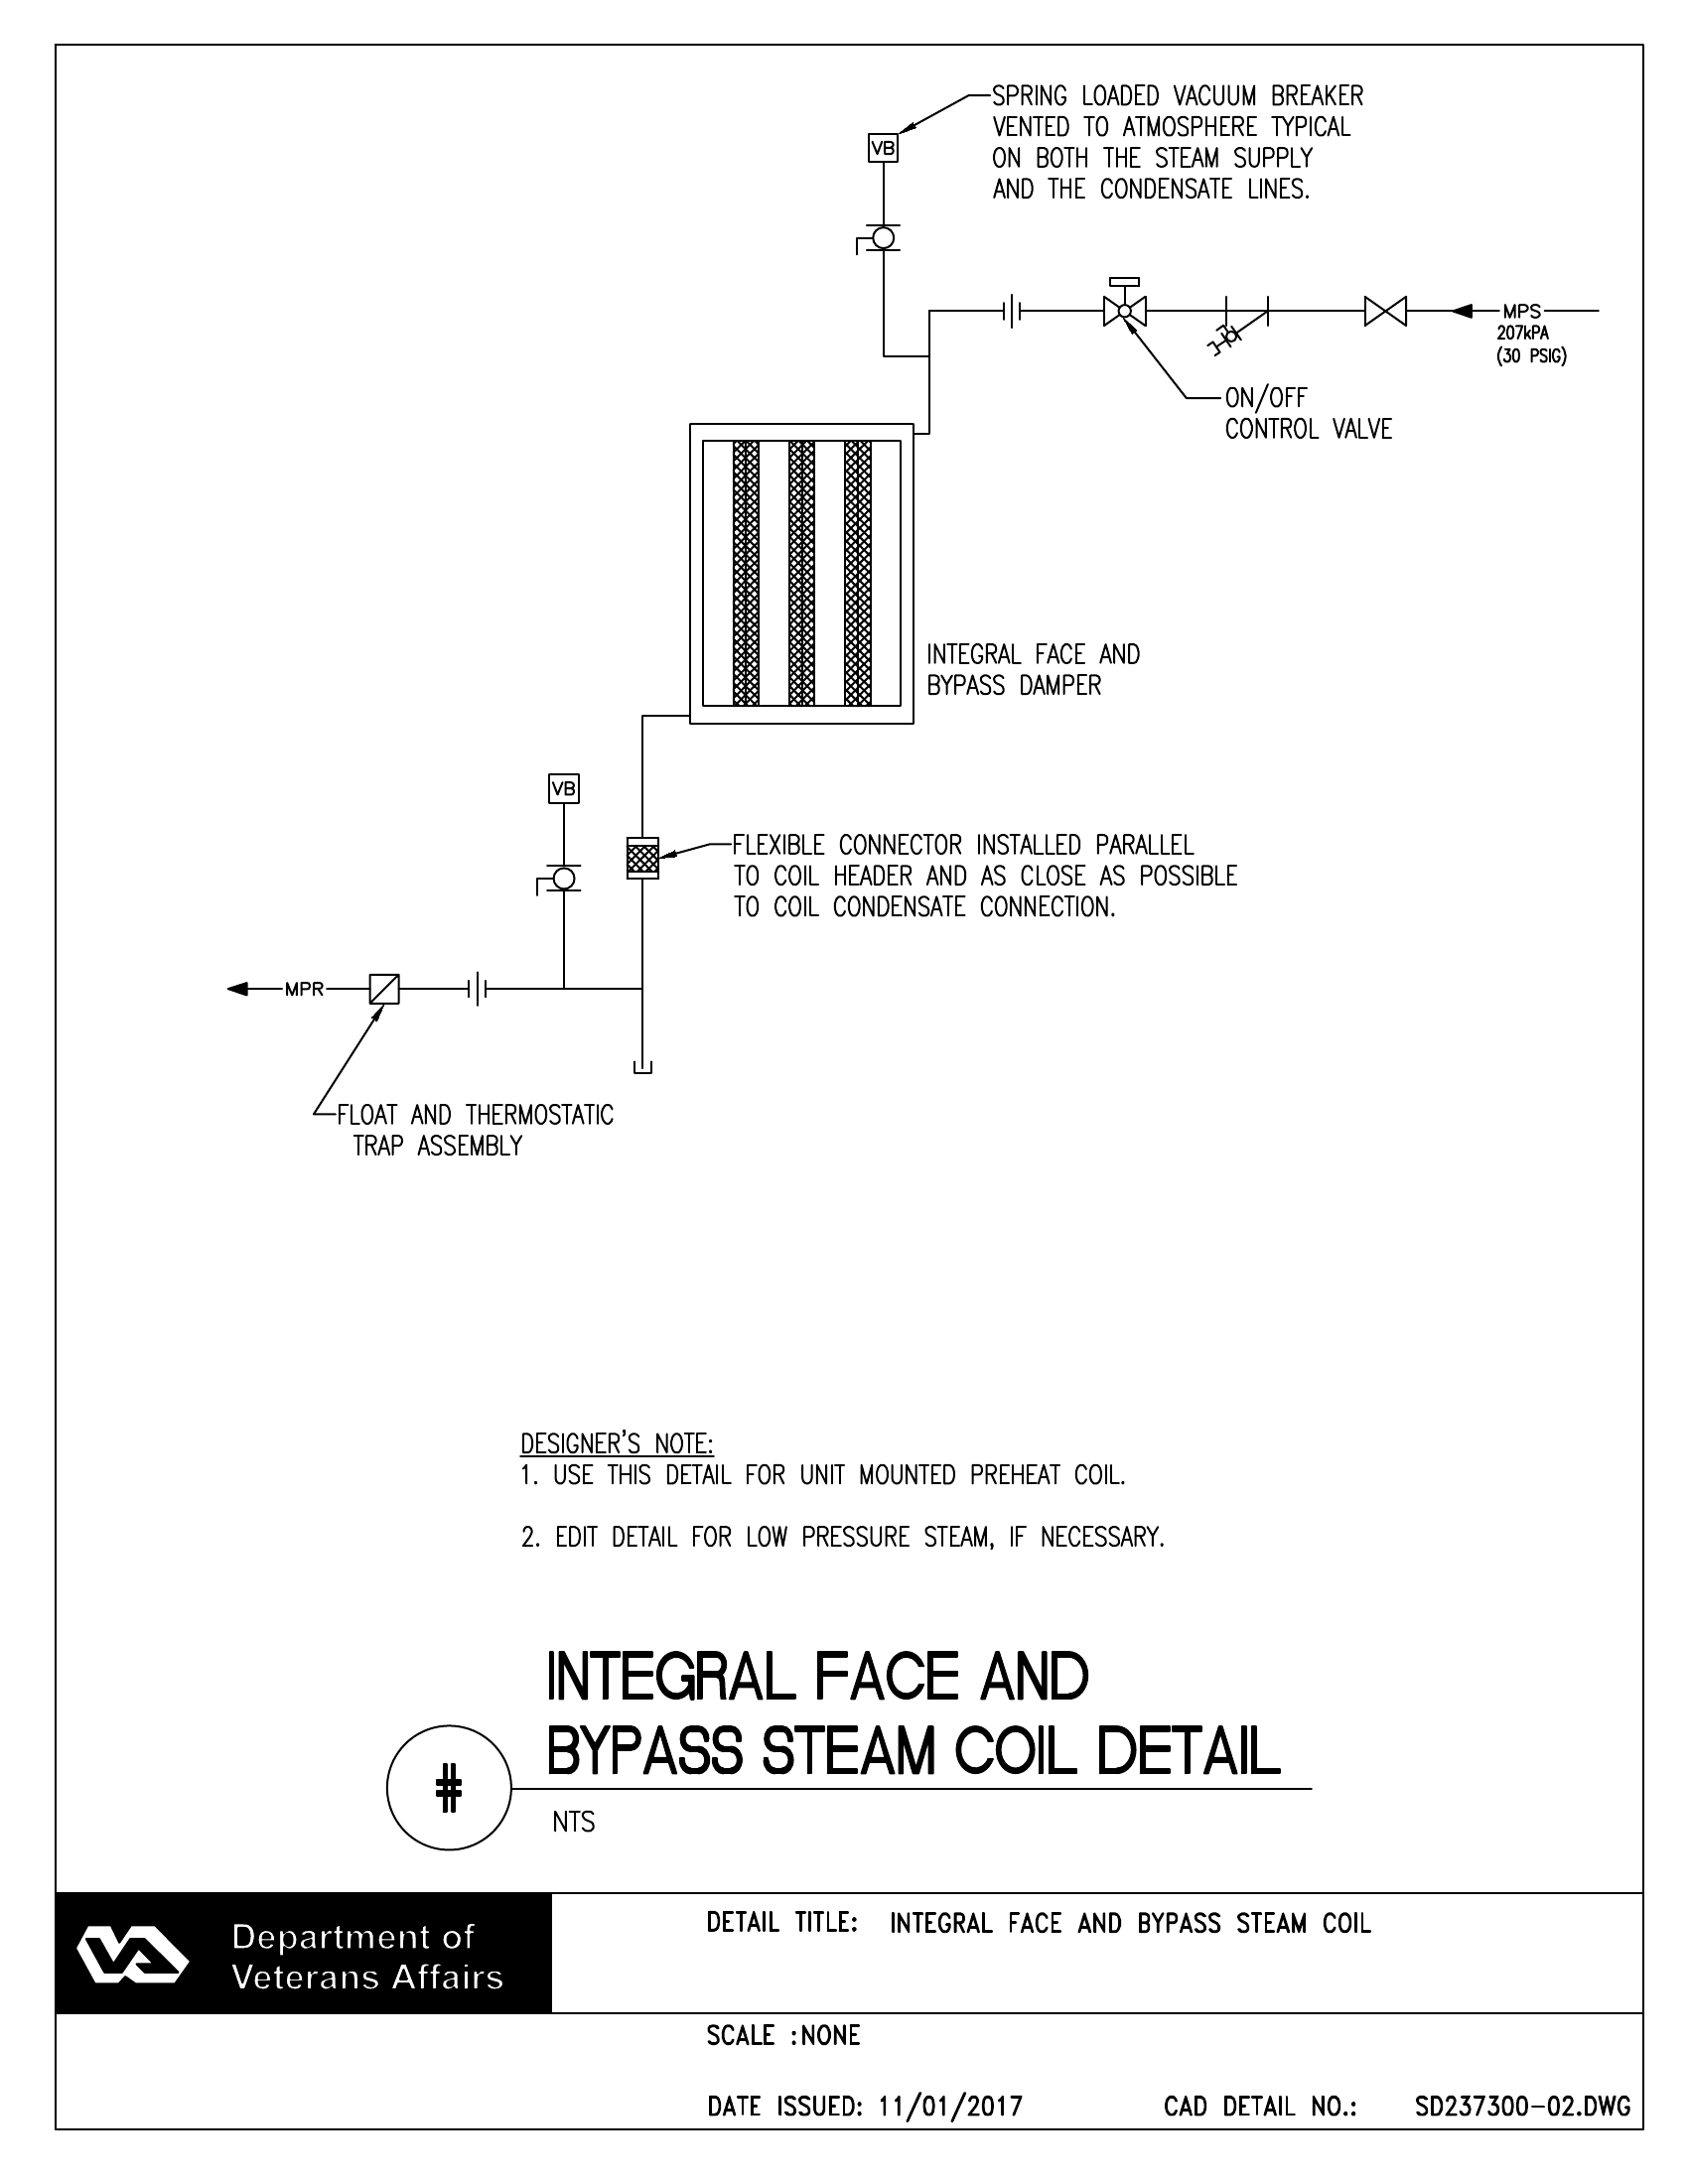 SPRING LOADED VACUUM BREAKER
VENTED TO ATMOSPHERE TYPICAL
ON BOTH THE STEAM SUPPLY
AND THE CONDENSATE LINES.
VB
MPS
207kPA
(30 PSIG)
ON/OFF
CONTROL VALVE
INTEGRAL FACE AND
BYPASS DAMPER
VB
FLEXIBLE CONNECTOR INSTALLED PARALLEL
TO COIL HEADER AND AS CLOSE AS POSSIBLE
TO COIL CONDENSATE CONNECTION.
MPR
FLOAT AND THERMOSTATIC
TRAP ASSEMBLY
DESIGNER'S NOTE:
1. USE THIS DETAIL FOR UNIT MOUNTED PREHEAT COIL.
2. EDIT DETAIL FOR LOW PRESSURE STEAM, IF NECESSARY.
INTEGRAL FACE AND
BYPASS STEAM COIL DETAIL
#
NTS
VA
Department of
Veterans Affairs
DETAIL TITLE: INTEGRAL FACE AND BYPASS STEAM COIL
SCALE :NONE
DATE ISSUED: 11/01/2017
CAD DETAIL NO.: SD237300-02.DWG